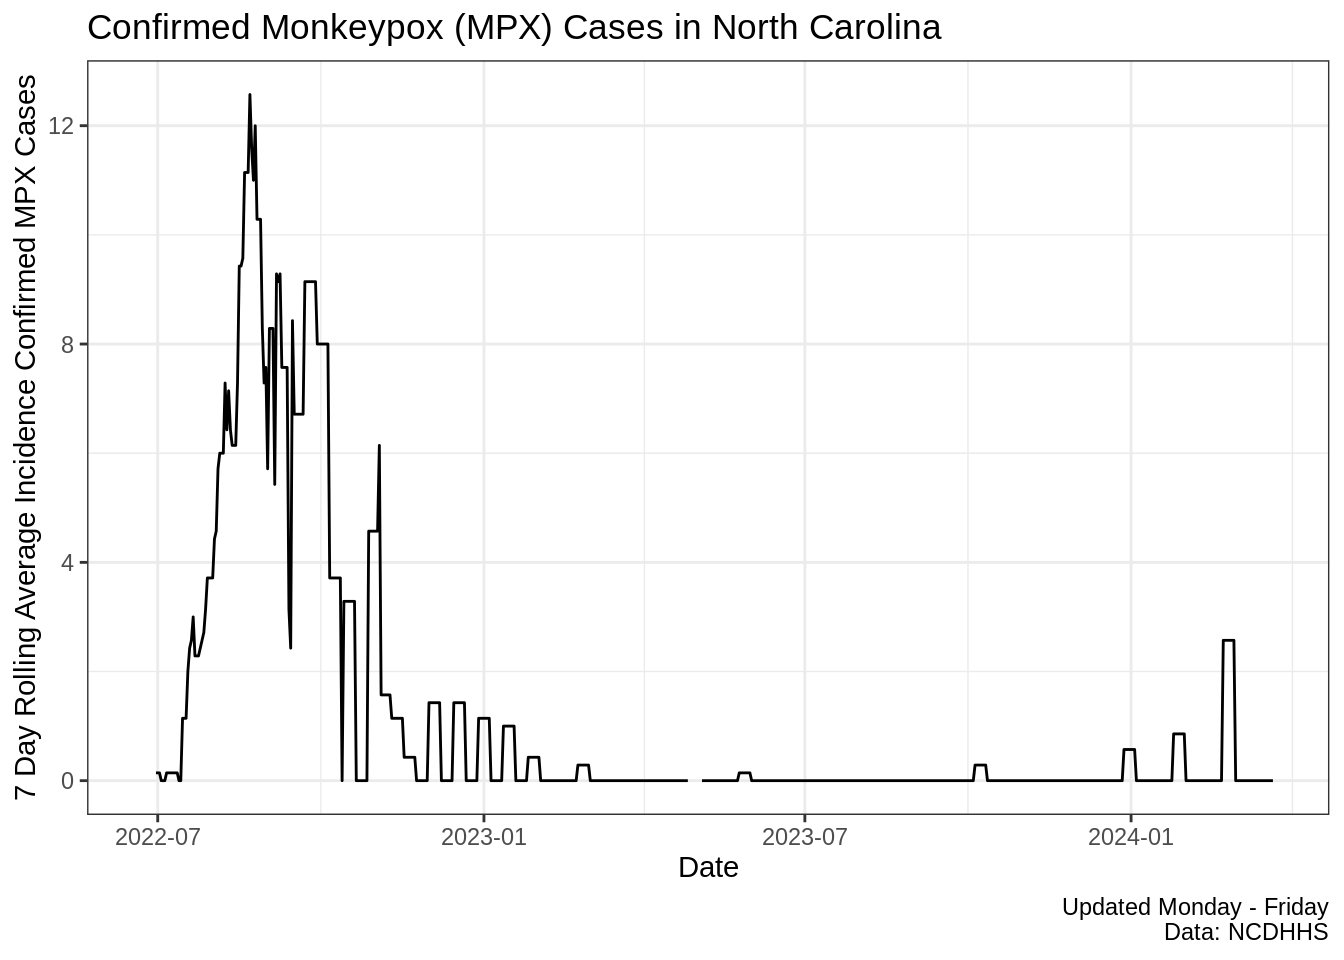 Confirmed Monkeypox (MPX) Cases in North Carolina
7 Day Rolling Average Incidence Confirmed MPX Cases
12
8
4
0
2022-07
2023-01
2023-07
2024-01
Date
Updated Monday - Friday
Data: NCDHHS